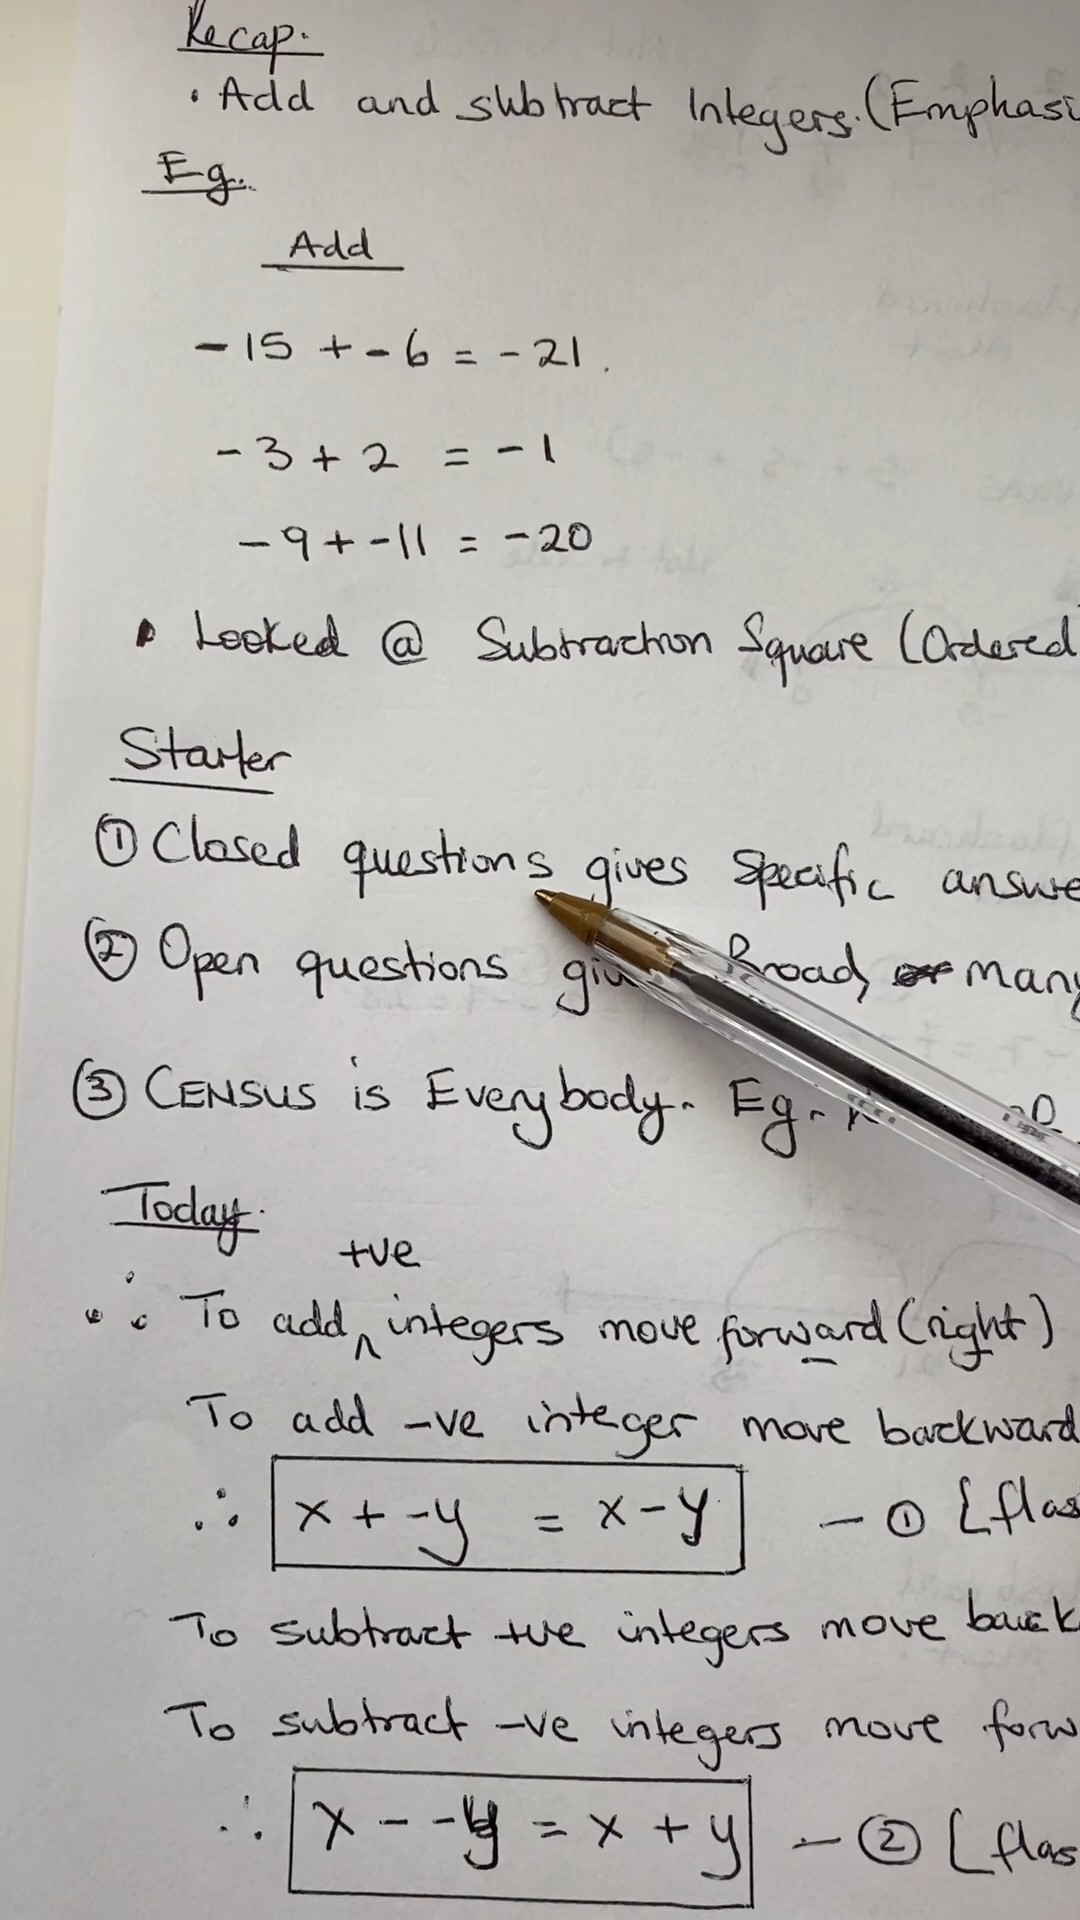 Recap.
· Add and subtract Integers. (Emphasi
Eg.
Add
-15 + -6 = -21.
-3 + 2 = -1
-9 + -11 = -20
• Looked @ Subtraction Square (Ordered
Starter
① Closed questions gives specific answe
② Open questions giv Broad, many
③ CENSUS is Everybody. Eg.
Today.
+ve
∴ To add ^ integers move forward (right)
To add -ve integer move backward
∴ x + -y = x - y - ① [flas
To subtract +ve integers move back
To subtract -ve integers move forw
∴ x - -y = x + y - ② [flas